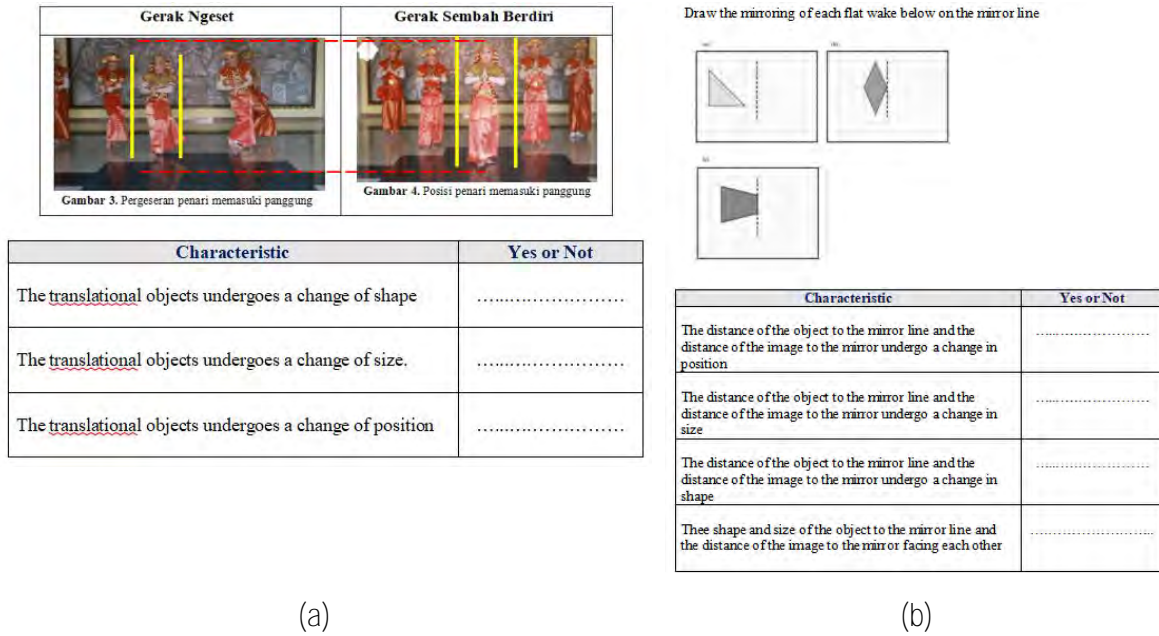 Gerak Ngeset
Gerak Sembah Berdiri
Gambar 3. Pergeseran penari memasuki panggung
Gambar 4. Posisi penari memasuki panggung
Characteristic
Yes or Not
The translational objects undergoes a change of shape
........................
The translational objects undergoes a change of size.
........................
The translational objects undergoes a change of position
........................
(a)
Draw the mirroring of each flat wake below on the mirror line
Characteristic
Yes or Not
The distance of the object to the mirror line and the
distance of the image to the mirror undergo a change in
position
........................
The distance of the object to the mirror line and the
distance of the image to the mirror undergo a change in
size
........................
The distance of the object to the mirror line and the
distance of the image to the mirror undergo a change in
shape
........................
Thee shape and size of the object to the mirror line and
the distance of the image to the mirror facing each other
........................
(b)